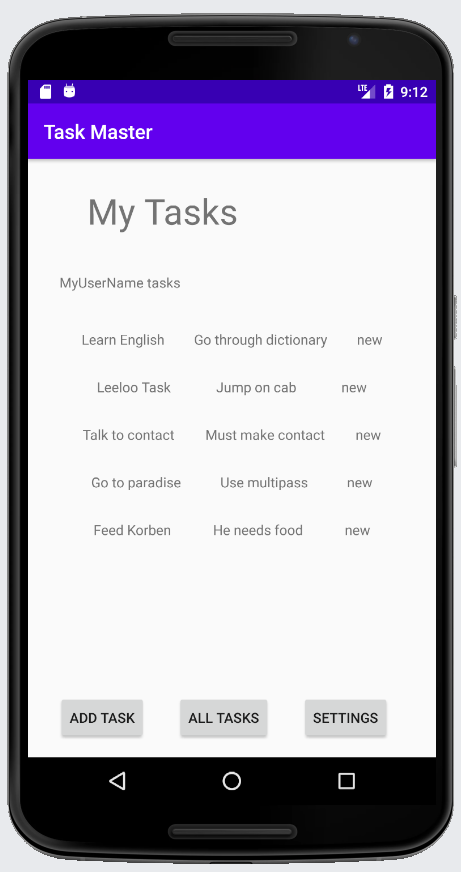 LTE 9:12
Task Master
My Tasks
MyUserName tasks
Learn English Go through dictionary new
Leeloo Task Jump on cab new
Talk to contact Must make contact new
Go to paradise Use multipass new
Feed Korben He needs food new
ADD TASK ALL TASKS SETTINGS